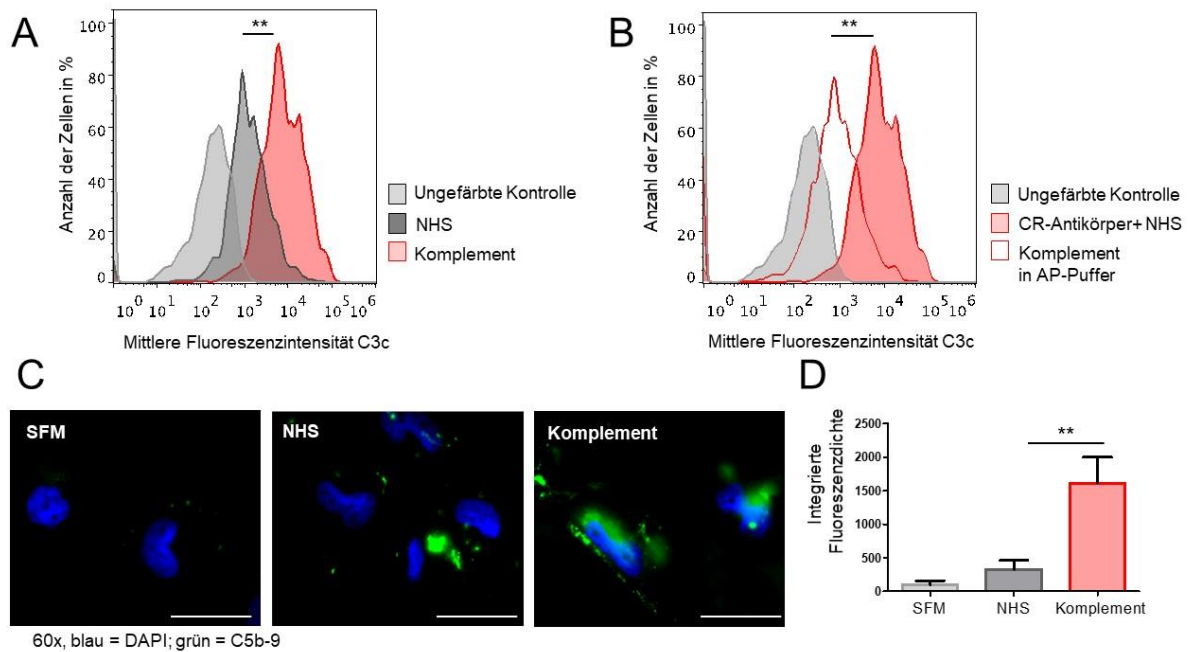 A
**
Anzahl der Zellen in %
100
80
60
40
20
0
10^0 10^1 10^2 10^3 10^4 10^5 10^6
Mittlere Fluoreszenzintensität C3c
Ungefärbte Kontrolle
NHS
Komplement
B
**
Anzahl der Zellen in %
100
80
60
40
20
0
10^0 10^1 10^2 10^3 10^4 10^5 10^6
Mittlere Fluoreszenzintensität C3c
Ungefärbte Kontrolle
CR-Antikörper+ NHS
Komplement
in AP-Puffer
C
SFM
NHS
Komplement
60x, blau = DAPI; grün = C5b-9
D
**
Integrierte
Fluoreszenzdichte
2500
2000
1500
1000
500
0
SFM NHS Komplement